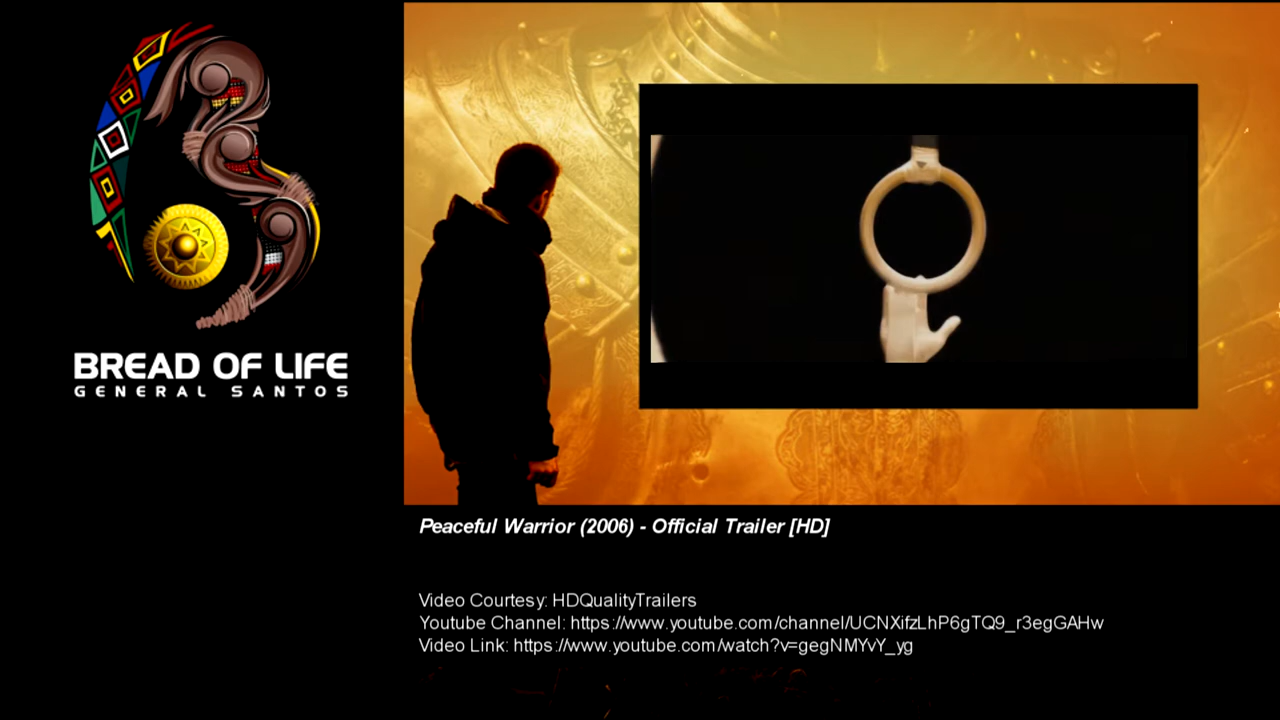 BREAD OF LIFE
GENERAL SANTOS
Peaceful Warrior (2006) - Official Trailer [HD]
Video Courtesy: HDQualityTrailers
Youtube Channel: https://www.youtube.com/channel/UCNXifzLhP6gTQ9_r3egGAHw
Video Link: https://www.youtube.com/watch?v=gegNMYvY_yg